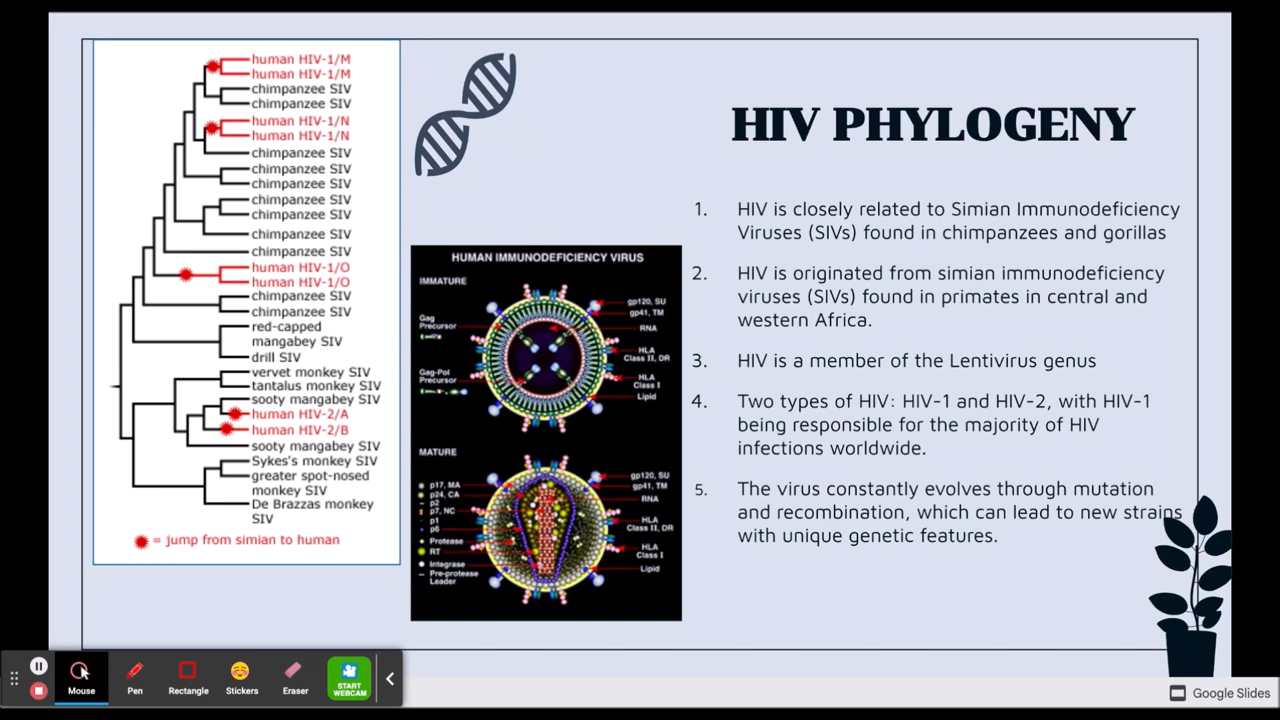 human HIV-1/M
human HIV-1/M
chimpanzee SIV
chimpanzee SIV
human HIV-1/N
human HIV-1/N
chimpanzee SIV
chimpanzee SIV
chimpanzee SIV
chimpanzee SIV
chimpanzee SIV
chimpanzee SIV
chimpanzee SIV
human HIV-1/O
human HIV-1/O
chimpanzee SIV
chimpanzee SIV
red-capped
mangabey SIV
drill SIV
vervet monkey SIV
tantalus monkey SIV
sooty mangabey SIV
human HIV-2/A
human HIV-2/B
sooty mangabey SIV
Sykes's monkey SIV
greater spot-nosed
monkey SIV
De Brazzas monkey
SIV
= jump from simian to human
HUMAN IMMUNODEFICIENCY VIRUS
IMMATURE
Gag
Precursor
Gag-Pol
Precursor
gp120, SU
gp41, TM
RNA
HLA
Class II, DR
HLA
Class I
Lipid
MATURE
p17, MA
p24, CA
p2
p7, NC
p1
p6
Protease
RT
Integrase
Pre-protease
Leader
gp120, SU
gp41, TM
RNA
HLA
Class II, DR
HLA
Class I
Lipid
HIV PHYLOGENY
1. HIV is closely related to Simian Immunodeficiency
Viruses (SIVs) found in chimpanzees and gorillas
2. HIV is originated from simian immunodeficiency
viruses (SIVs) found in primates in central and
western Africa.
3. HIV is a member of the Lentivirus genus
4. Two types of HIV: HIV-1 and HIV-2, with HIV-1
being responsible for the majority of HIV
infections worldwide.
5. The virus constantly evolves through mutation
and recombination, which can lead to new strains
with unique genetic features.
Mouse
Pen
Rectangle
Stickers
Eraser
START
WEBCAM
Google Slides